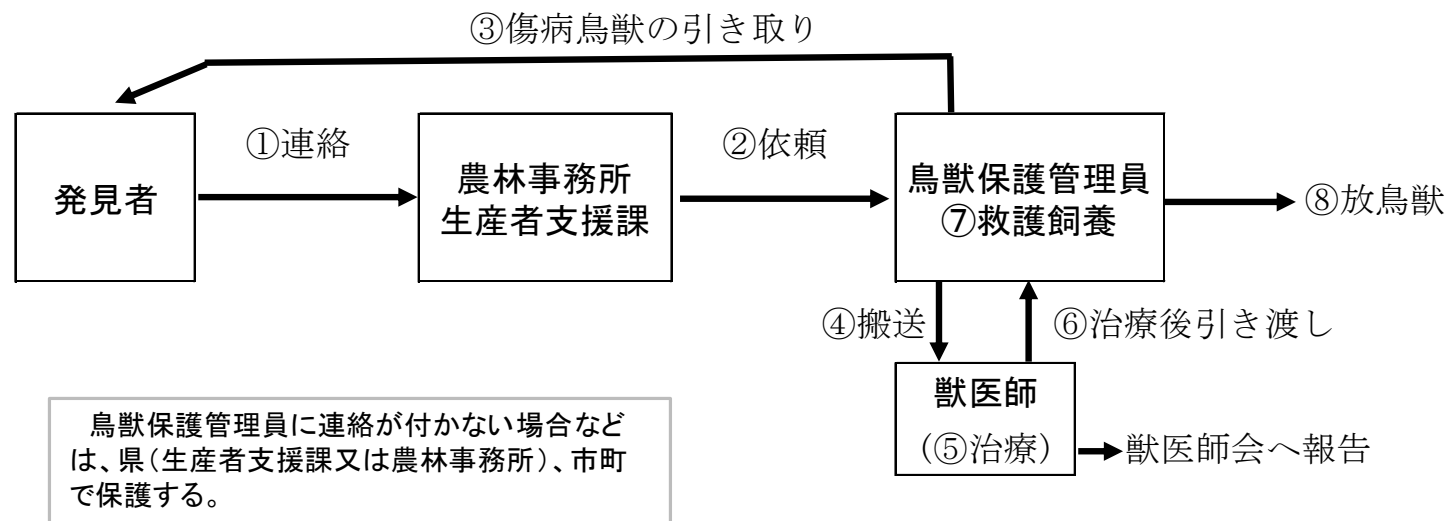 ③傷病鳥獣の引き取り
発見者
①連絡
農林事務所
生産者支援課
②依頼
鳥獣保護管理員
⑦救護飼養
⑧放鳥獣
④搬送
⑥治療後引き渡し
獣医師
（⑤治療）
獣医師会へ報告
鳥獣保護管理員に連絡が付かない場合など
は、県（生産者支援課又は農林事務所）、市町
で保護する。